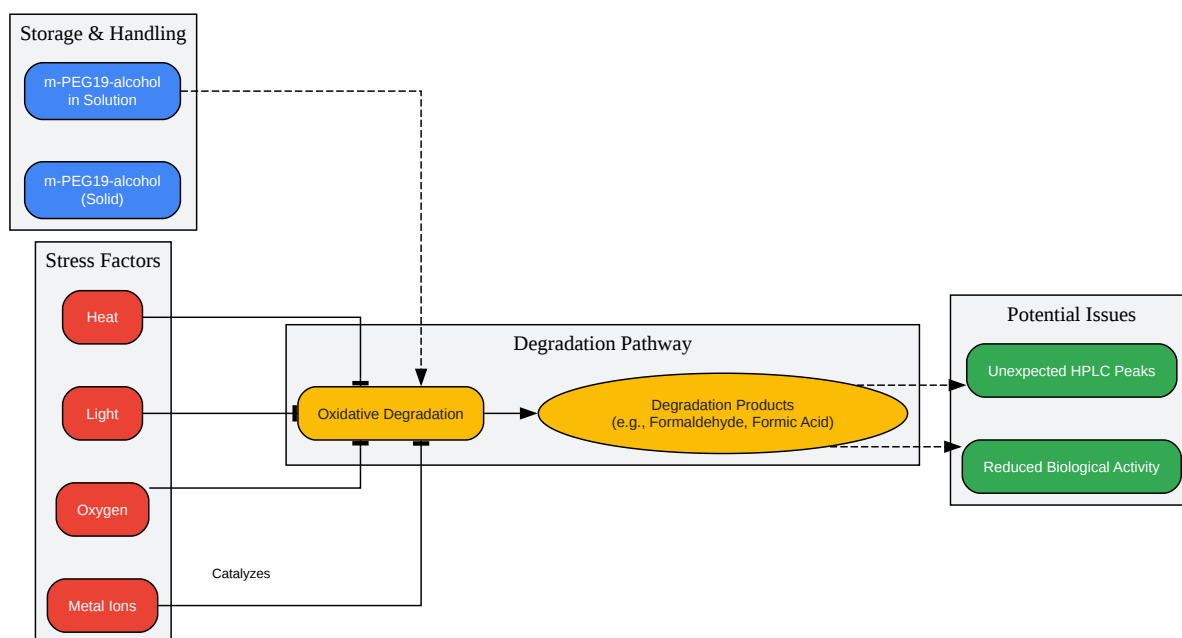 Storage & Handling
m-PEG19-alcohol
in Solution
m-PEG19-alcohol
(Solid)
Stress Factors
Heat
Light
Oxygen
Metal Ions
Catalyzes
Degradation Pathway
Oxidative Degradation
Degradation Products
(e.g., Formaldehyde, Formic Acid)
Potential Issues
Unexpected HPLC Peaks
Reduced Biological Activity